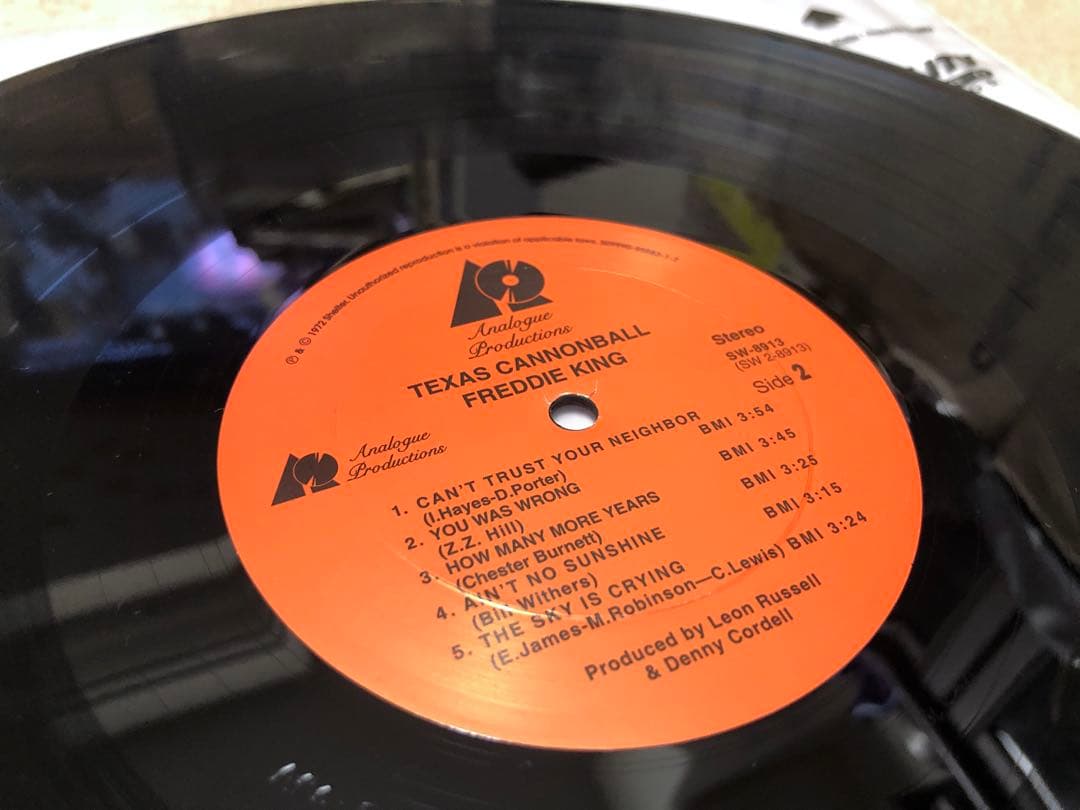 ℗ & © 1972 Shelter. Unauthorized reproduction is a violation of applicable laws.
Analogue
Productions
TEXAS CANNONBALL
FREDDIE KING
Stereo
SW-8913
(SW 2-8913)
Side 2
Analogue
Productions
1. CAN'T TRUST YOUR NEIGHBOR BMI 3:54
(I.Hayes-D.Porter)
2. YOU WAS WRONG BMI 3:45
(Z.Z. Hill)
3. HOW MANY MORE YEARS BMI 3:25
(Chester Burnett)
4. AIN'T NO SUNSHINE BMI 3:15
(Bill Withers)
5. THE SKY IS CRYING
(E.James-M.Robinson—C.Lewis) BMI 3:24
Produced by Leon Russell
& Denny Cordell